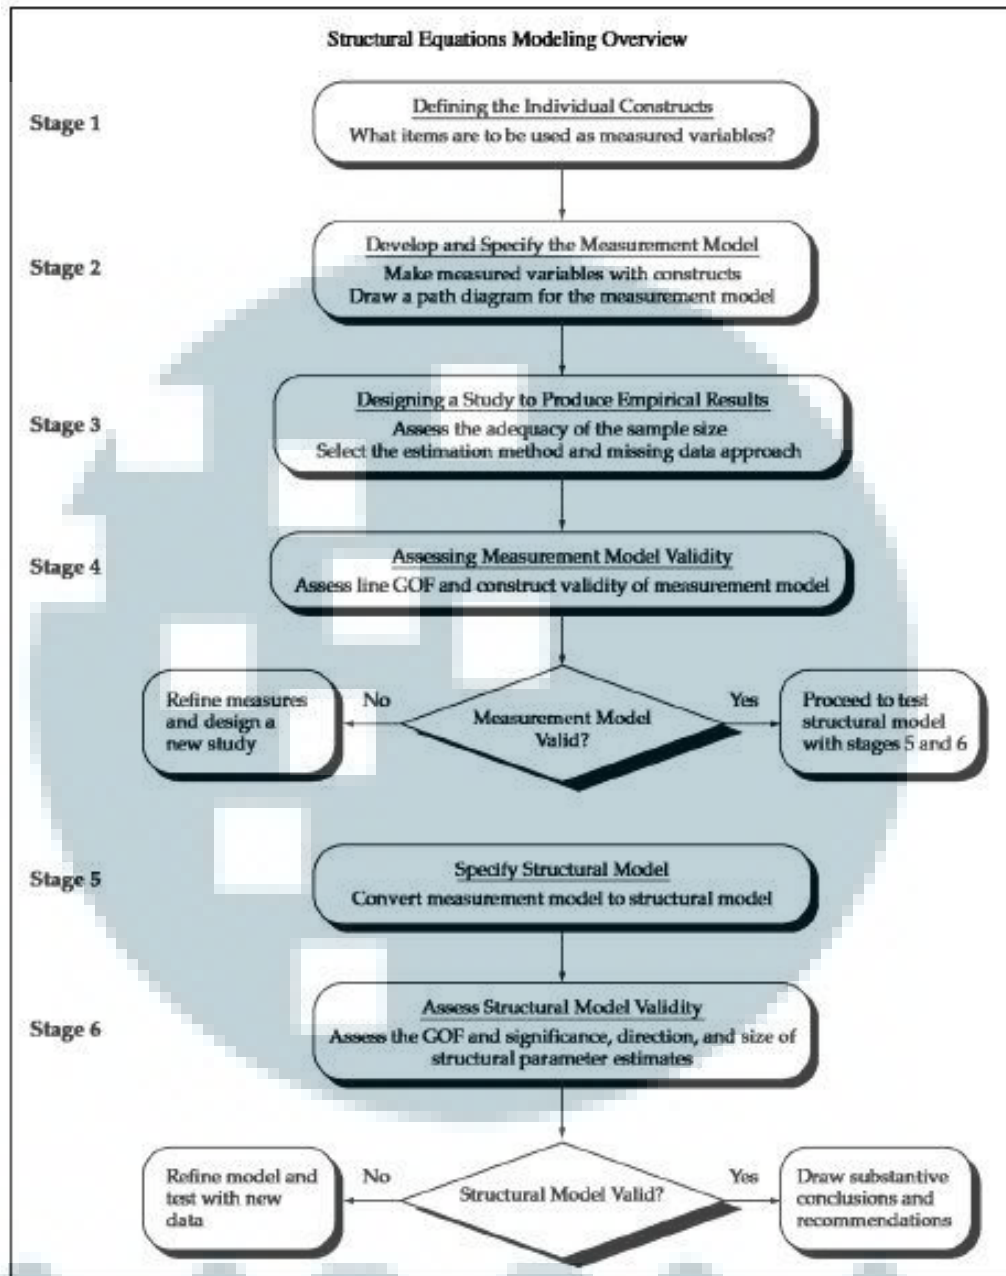 Structural Equations Modeling Overview
Stage 1
Defining the Individual Constructs
What items are to be used as measured variables?
Stage 2
Develop and Specify the Measurement Model
Make measured variables with constructs
Draw a path diagram for the measurement model
Stage 3
Designing a Study to Produce Empirical Results
Assess the adequacy of the sample size
Select the estimation method and missing data approach
Stage 4
Assessing Measurement Model Validity
Assess line GOF and construct validity of measurement model
Refine measures
and design a
new study
No
Measurement Model
Valid?
Yes
Proceed to test
structural model
with stages 5 and 6
Stage 5
Specify Structural Model
Convert measurement model to structural model
Stage 6
Assess Structural Model Validity
Assess the GOF and significance, direction, and size of
structural parameter estimates
Refine model and
test with new
data
No
Structural Model Valid?
Yes
Draw substantive
conclusions and
recommendations